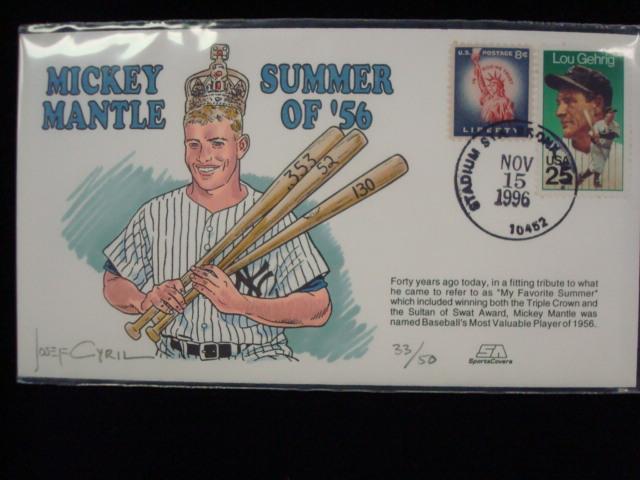 MICKEY MANTLE
SUMMER OF '56
.353
52
130
U.S. POSTAGE 8¢
LIBERTY
Lou Gehrig
USA
25
NOV
15
1996
10452
Forty years ago today, in a fitting tribute to what
he came to refer to as "My Favorite Summer"
which included winning both the Triple Crown and
the Sultan of Swat Award, Mickey Mantle was
named Baseball's Most Valuable Player of 1956.
JOSEF CYRIL
33/50
SA
SportsCovers